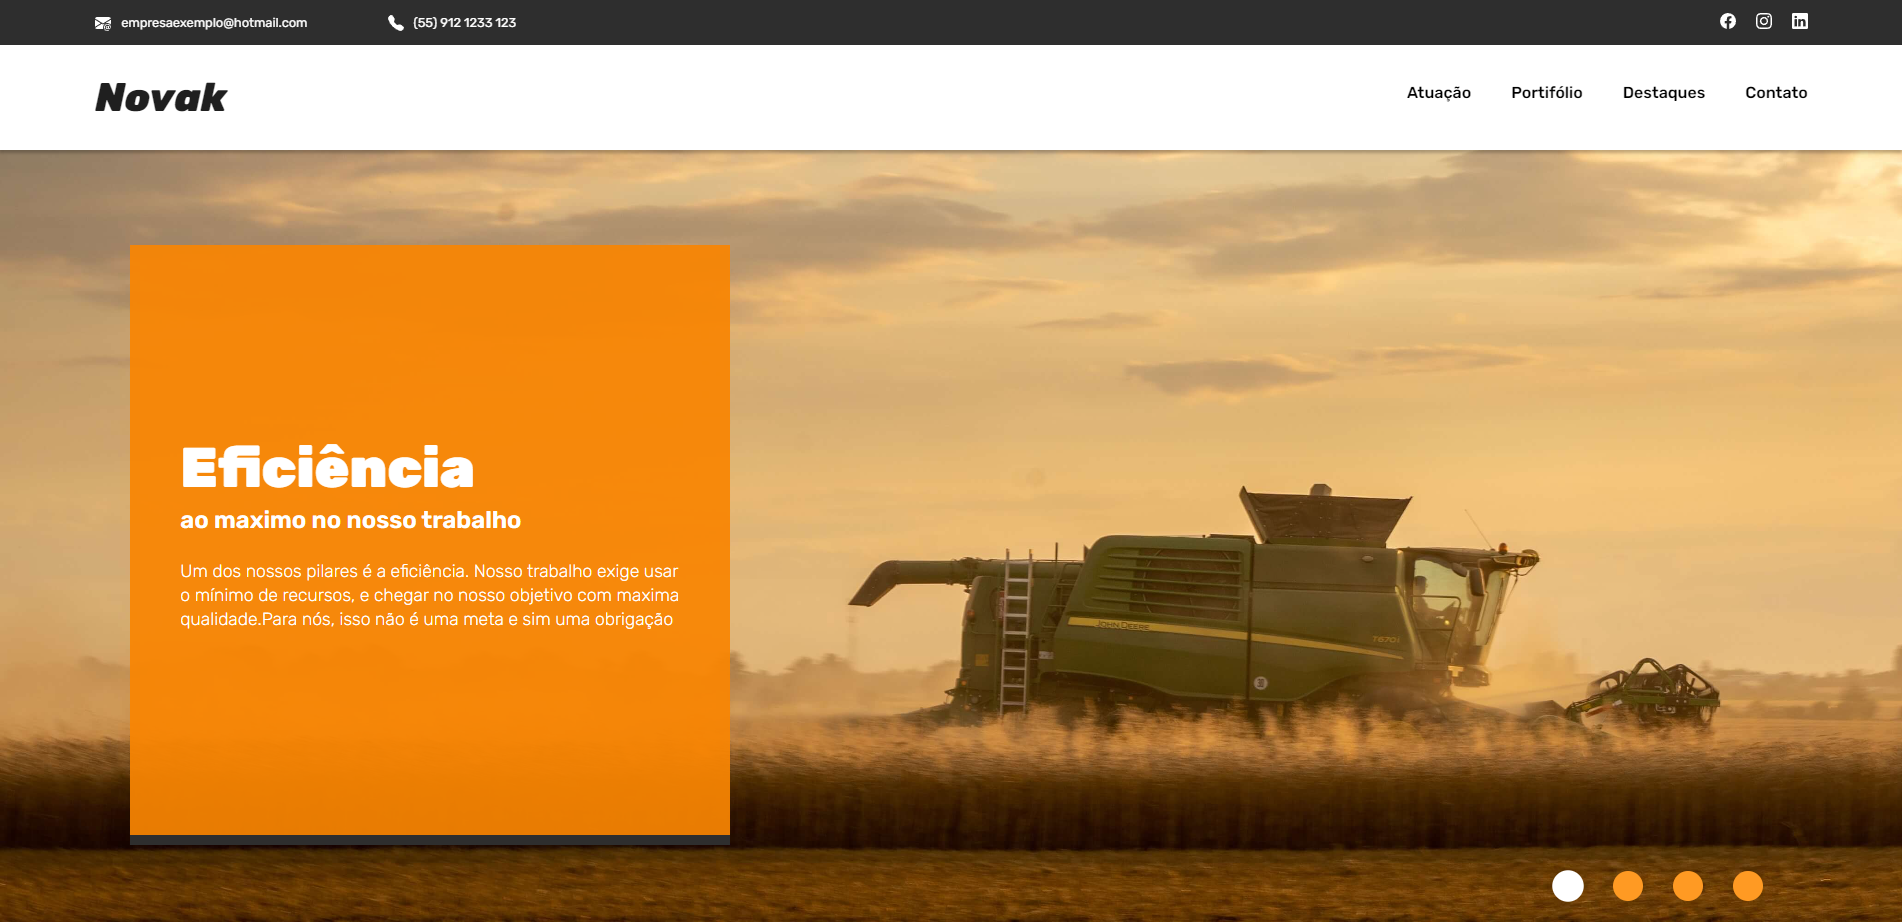 empresaexemplo@hotmail.com
(55) 912 1233 123
Novak
Atuação
Portifólio
Destaques
Contato
Eficiência
ao maximo no nosso trabalho
Um dos nossos pilares é a eficiência. Nosso trabalho exige usar
o mínimo de recursos, e chegar no nosso objetivo com maxima
qualidade.Para nós, isso não é uma meta e sim uma obrigação
JOHN DEERE
T670i